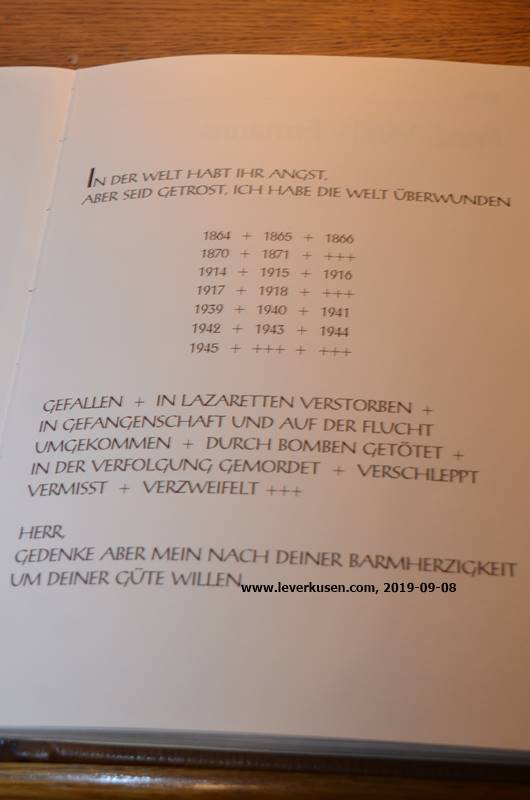 IN DER WELT HABT IHR ANGST,
ABER SEID GETROST, ICH HABE DIE WELT ÜBERWUNDEN
1864 + 1865 + 1866
1870 + 1871 + +++
1914 + 1915 + 1916
1917 + 1918 + +++
1939 + 1940 + 1941
1942 + 1943 + 1944
1945 + +++ + +++
GEFALLEN + IN LAZARETTEN VERSTORBEN +
IN GEFANGENSCHAFT UND AUF DER FLUCHT
UMGEKOMMEN + DURCH BOMBEN GETÖTET +
IN DER VERFOLGUNG GEMORDET + VERSCHLEPPT
VERMISST + VERZWEIFELT +++
HERR,
GEDENKE ABER MEIN NACH DEINER BARMHERZIGKEIT
UM DEINER GÜTE WILLEN
www.leverkusen.com, 2019-09-08